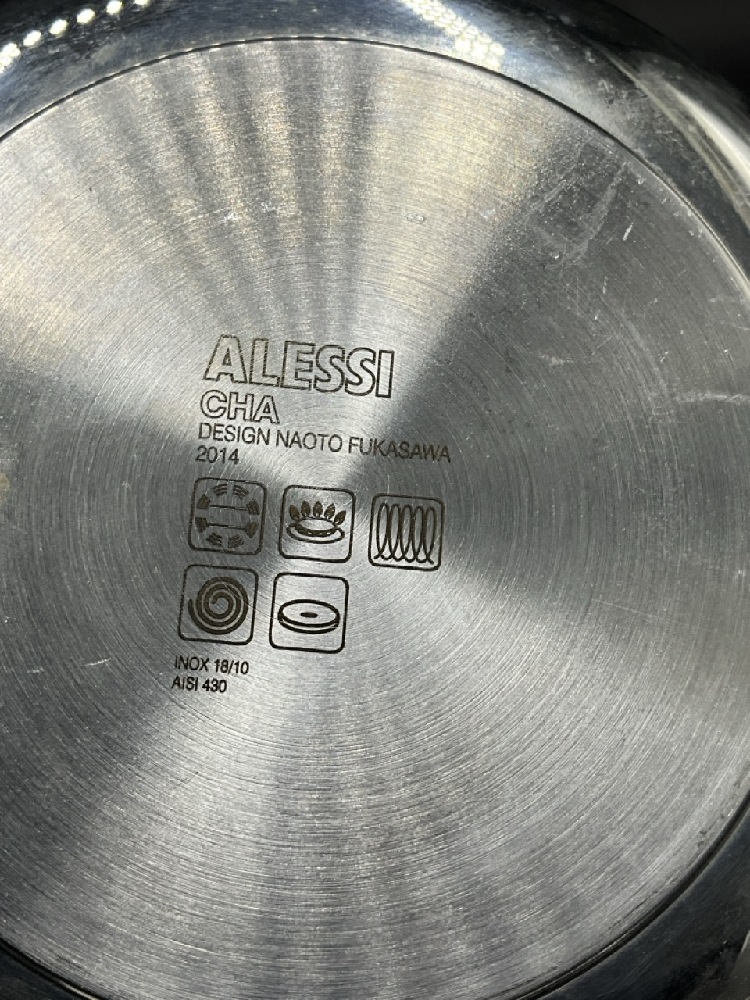 ALESSI
CHA
DESIGN NAOTO FUKASAWA
2014
INOX 18/10
AISI 430